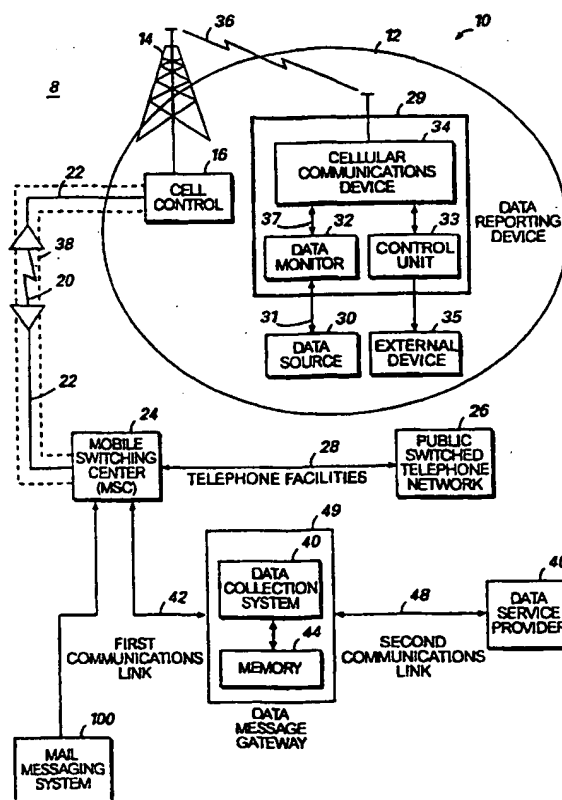 36
10
14
12
8
29
34
16
CELLULAR
COMMUNICATIONS
DEVICE
22
CELL
CONTROL
37
32
33
DATA
REPORTING
DEVICE
38
DATA
MONITOR
CONTROL
UNIT
20
31
30
35
DATA
SOURCE
EXTERNAL
DEVICE
22
24
26
MOBILE
SWITCHING
CENTER
(MSC)
28
TELEPHONE FACILITIES
PUBLIC
SWITCHED
TELEPHONE
NETWORK
49
40
DATA
COLLECTION
SYSTEM
42
48
DATA
SERVICE
PROVIDER
44
FIRST
COMMUNICATIONS
LINK
MEMORY
SECOND
COMMUNICATIONS
LINK
100
DATA
MESSAGE
GATEWAY
MAIL
MESSAGING
SYSTEM